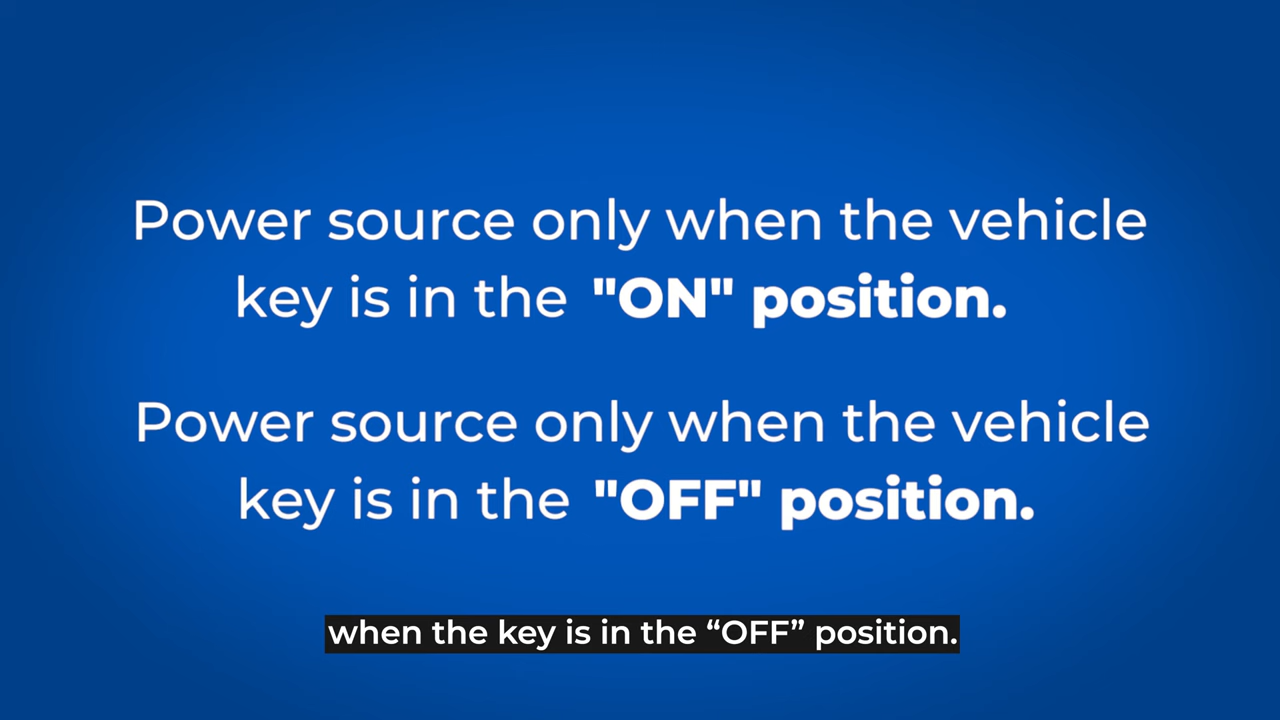 Power source only when the vehicle
key is in the "ON" position.
Power source only when the vehicle
key is in the "OFF" position.
when the key is in the “OFF” position.